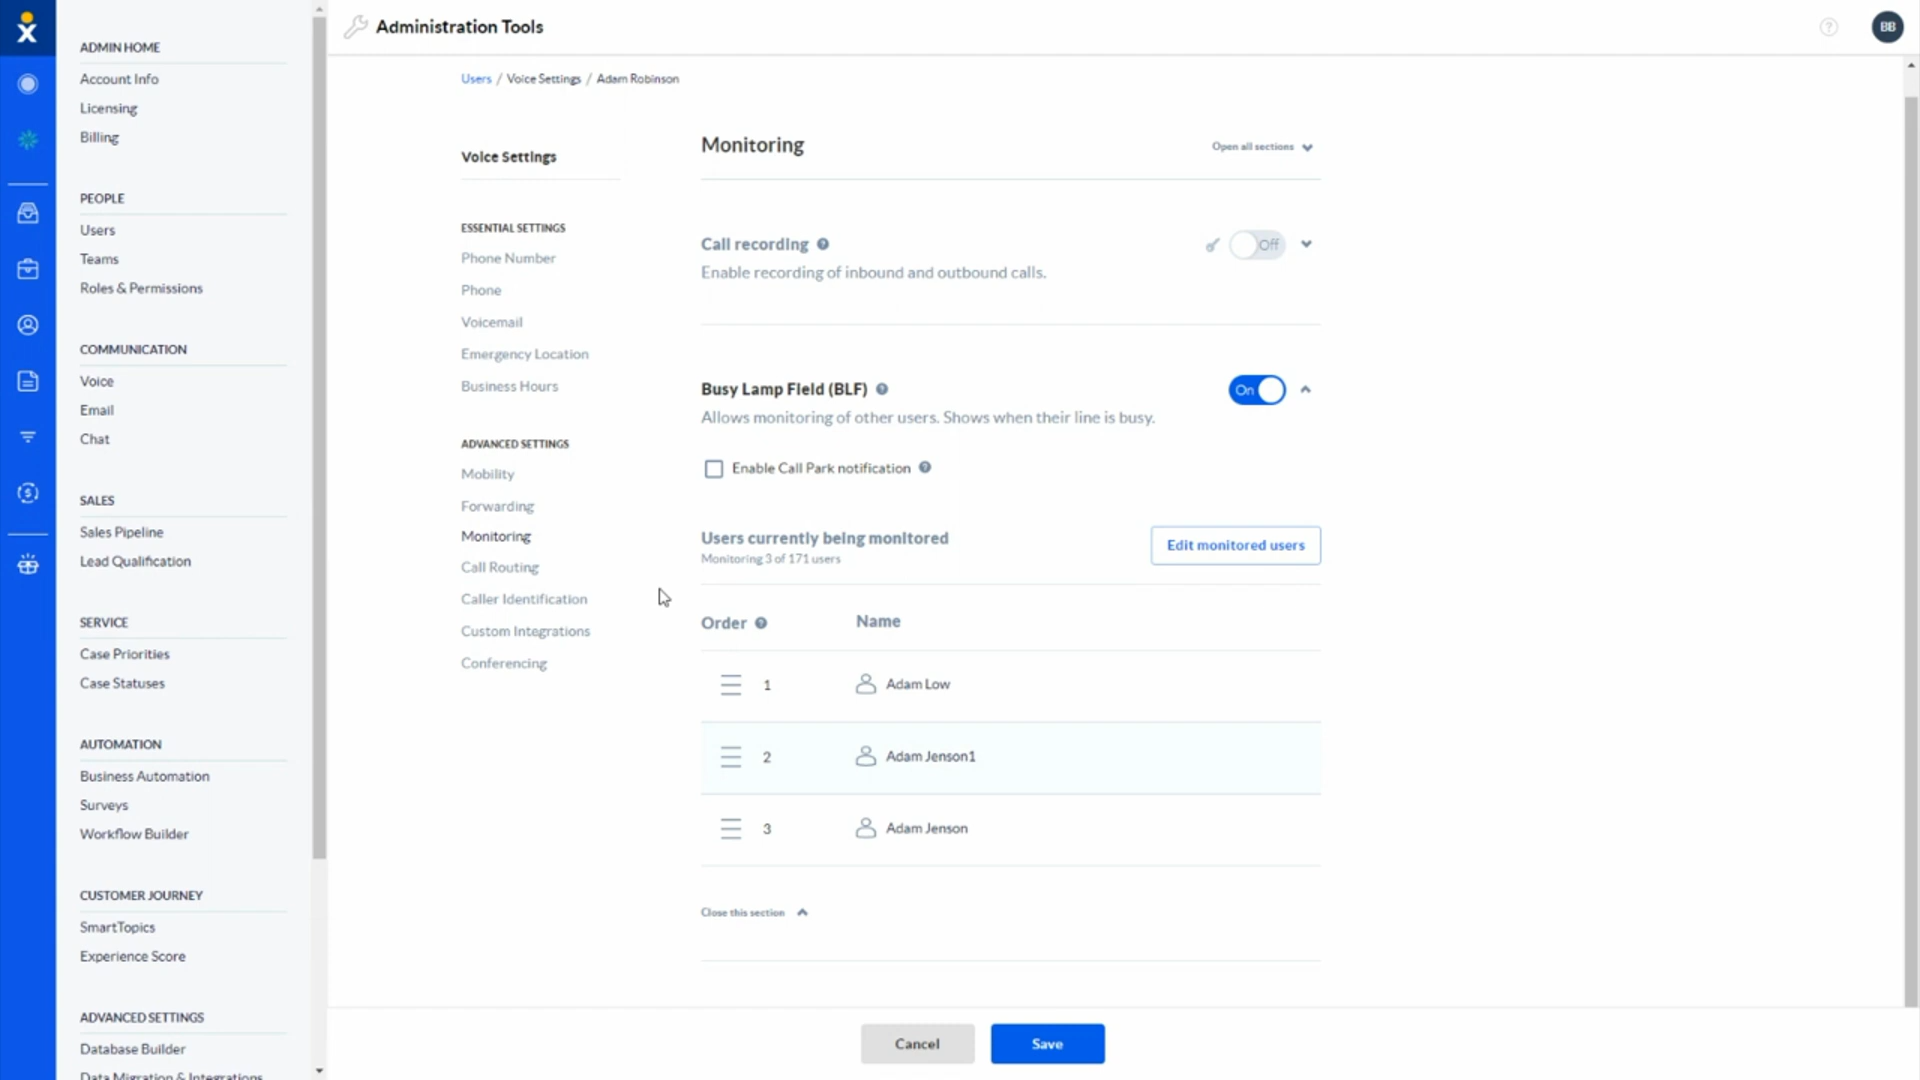 Administration Tools
BB
ADMIN HOME
Account Info
Licensing
Billing
PEOPLE
Users
Teams
Roles & Permissions
COMMUNICATION
Voice
Email
Chat
SALES
Sales Pipeline
Lead Qualification
SERVICE
Case Priorities
Case Statuses
AUTOMATION
Business Automation
Surveys
Workflow Builder
CUSTOMER JOURNEY
SmartTopics
Experience Score
ADVANCED SETTINGS
Database Builder
Data Migration & Integrations
Users / Voice Settings / Adam Robinson
Voice Settings
ESSENTIAL SETTINGS
Phone Number
Phone
Voicemail
Emergency Location
Business Hours
ADVANCED SETTINGS
Mobility
Forwarding
Monitoring
Call Routing
Caller Identification
Custom Integrations
Conferencing
Monitoring
Open all sections
Call recording
Off
Enable recording of inbound and outbound calls.
Busy Lamp Field (BLF)
On
Allows monitoring of other users. Shows when their line is busy.
Enable Call Park notification
Users currently being monitored
Monitoring 3 of 171 users
Edit monitored users
Order Name
1 Adam Low
2 Adam Jenson1
3 Adam Jenson
Close this section
Cancel Save